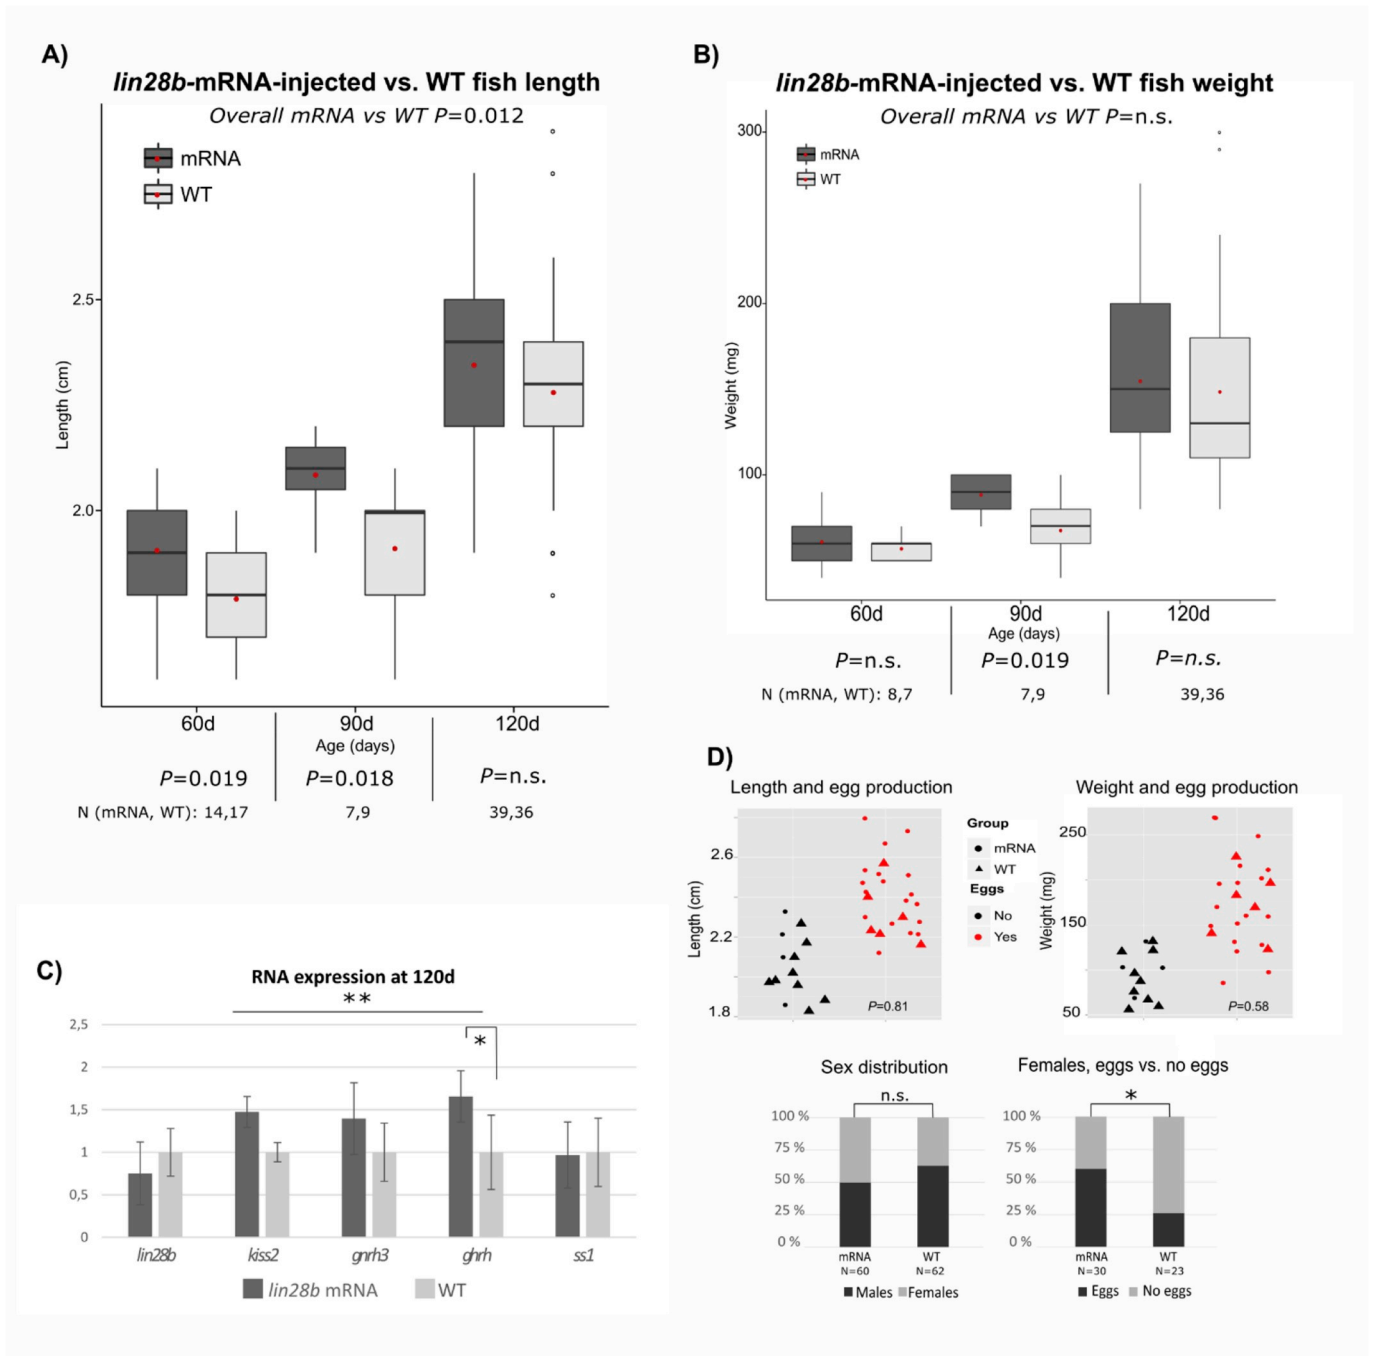 A)
lin28b-mRNA-injected vs. WT fish length
Overall mRNA vs WT P=0.012
mRNA
WT
2.5
2.0
Length (cm)
60d
90d
120d
Age (days)
P=0.019
P=0.018
P=n.s.
N (mRNA, WT): 14,17
7,9
39,36
B)
lin28b-mRNA-injected vs. WT fish weight
Overall mRNA vs WT P=n.s.
mRNA
WT
300
200
100
Weight (mg)
60d
90d
120d
Age (days)
P=n.s.
P=0.019
P=n.s.
N (mRNA, WT): 8,7
7,9
39,36
C)
RNA expression at 120d
**
*
2,5
2
1,5
1
0,5
0
lin28b
kiss2
gnrh3
ghrh
ss1
lin28b mRNA
WT
D)
Length and egg production
2.6
2.2
1.8
Length (cm)
P=0.81
Group
mRNA
WT
Eggs
No
Yes
Weight and egg production
250
150
50
Weight (mg)
P=0.58
Sex distribution
n.s.
100 %
75 %
50 %
25 %
0 %
mRNA
N=60
WT
N=62
Males
Females
Females, eggs vs. no eggs
*
100 %
75 %
50 %
25 %
0 %
mRNA
N=30
WT
N=23
Eggs
No eggs